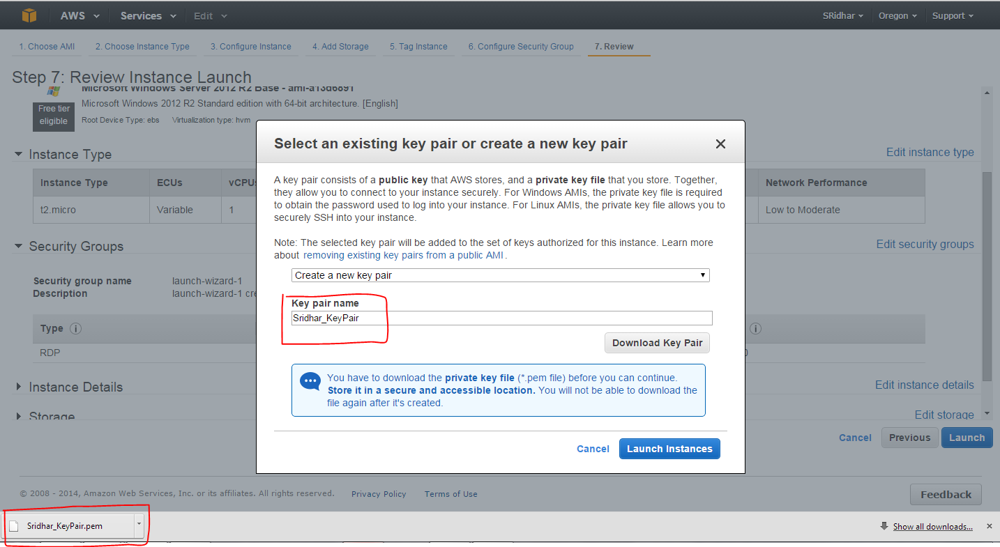 AWS Services Edit SRidhar Oregon Support
1. Choose AMI 2. Choose Instance Type 3. Configure Instance 4. Add Storage 5. Tag Instance 6. Configure Security Group 7. Review
Step 7: Review Instance Launch
Microsoft Windows Server 2012 R2 Base - ami-a13d6891
Free tier
eligible
Microsoft Windows 2012 R2 Standard edition with 64-bit architecture. [English]
Root Device Type: ebs Virtualization type: hvm
Instance Type Edit instance type
Instance Type ECUs vCPUs Network Performance
t2.micro Variable 1 Low to Moderate
Security Groups Edit security groups
Security group name launch-wizard-1
Description launch-wizard-1 cre
Type
RDP
Instance Details Edit instance details
Storage Edit storage
Cancel Previous Launch
Select an existing key pair or create a new key pair
A key pair consists of a public key that AWS stores, and a private key file that you store. Together,
they allow you to connect to your instance securely. For Windows AMIs, the private key file is required
to obtain the password used to log into your instance. For Linux AMIs, the private key file allows you to
securely SSH into your instance.
Note: The selected key pair will be added to the set of keys authorized for this instance. Learn more
about removing existing key pairs from a public AMI.
Create a new key pair
Key pair name
Sridhar_KeyPair
Download Key Pair
You have to download the private key file (*.pem file) before you can continue.
Store it in a secure and accessible location. You will not be able to download the
file again after it's created.
Cancel Launch Instances
© 2008 - 2014, Amazon Web Services, Inc. or its affiliates. All rights reserved. Privacy Policy Terms of Use Feedback
Sridhar_KeyPair.pem Show all downloads...